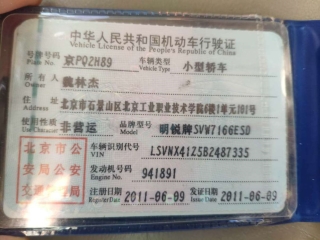 中华人民共和国机动车行驶证
Vehicle License of the People's Republic of China
号牌号码 京PQ2H89 车辆类型 小型轿车
Plate No. Vehicle Type
所有人 魏林杰
Owner
住址 北京市石景山区北京工业职业技术学院6楼1单元101号
Address
使用性质 非营运 品牌型号 明锐牌SVW7166ESD
Use Character Model
北京市公安局公安交通管理局
车辆识别代号 LSVNX4125B2487335
VIN
发动机号码 941891
Engine No.
注册日期 2011-06-09 发证日期 2011-06-09
Register Date Issue Date